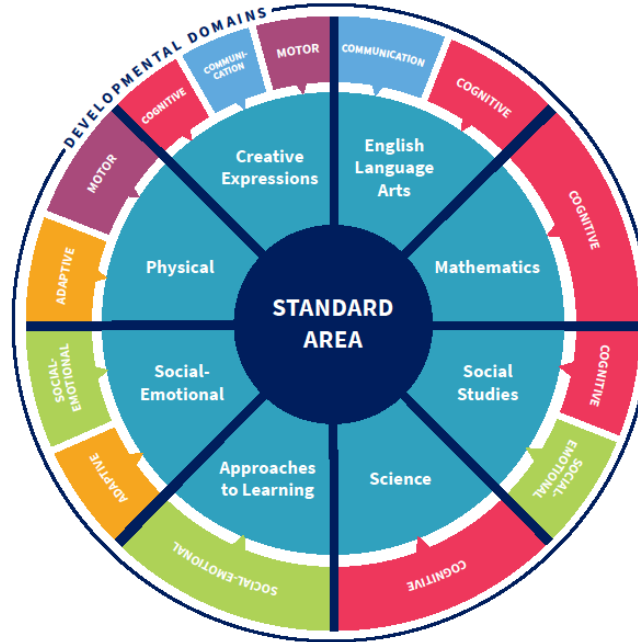 DEVELOPMENTAL DOMAINS
COGNITIVE
COMMUNI-
CATION
MOTOR
COMMUNICATION
COGNITIVE
COGNITIVE
COGNITIVE
SOCIAL-
EMOTIONAL
COGNITIVE
SOCIAL-EMOTIONAL
ADAPTIVE
SOCIAL-
EMOTIONAL
ADAPTIVE
MOTOR
Creative
Expressions
English
Language
Arts
Mathematics
Social
Studies
Science
Approaches
to Learning
Social-
Emotional
Physical
STANDARD
AREA